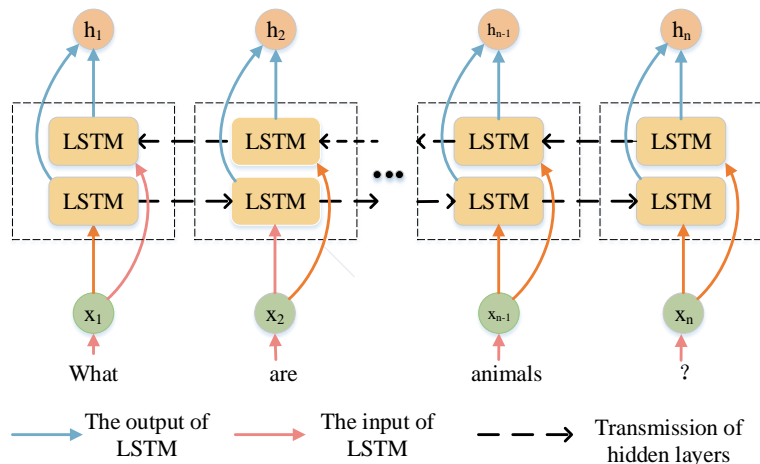 h1 h2 hn-1 hn
LSTM LSTM LSTM LSTM
•••
LSTM LSTM LSTM LSTM
x1 x2 xn-1 xn
What are animals ?
The output of LSTM
The input of LSTM
Transmission of hidden layers